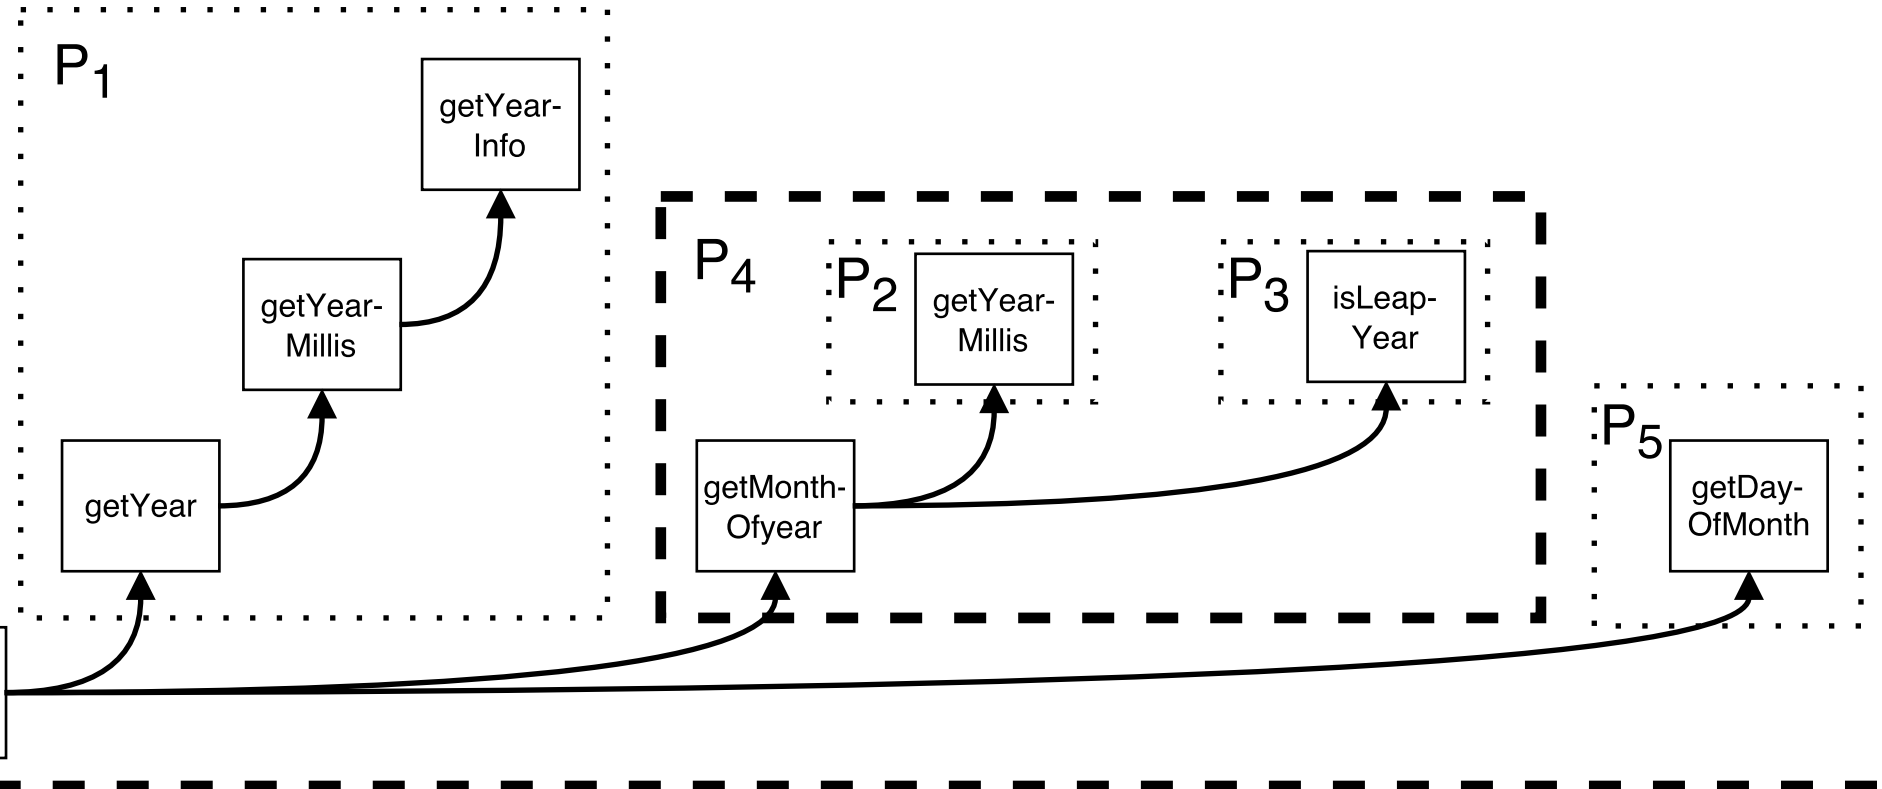 P1
getYear-
Info
getYear-
Millis
getYear
P4
P2
getYear-
Millis
P3
isLeap-
Year
getMonth-
Ofyear
P5
getDay-
OfMonth